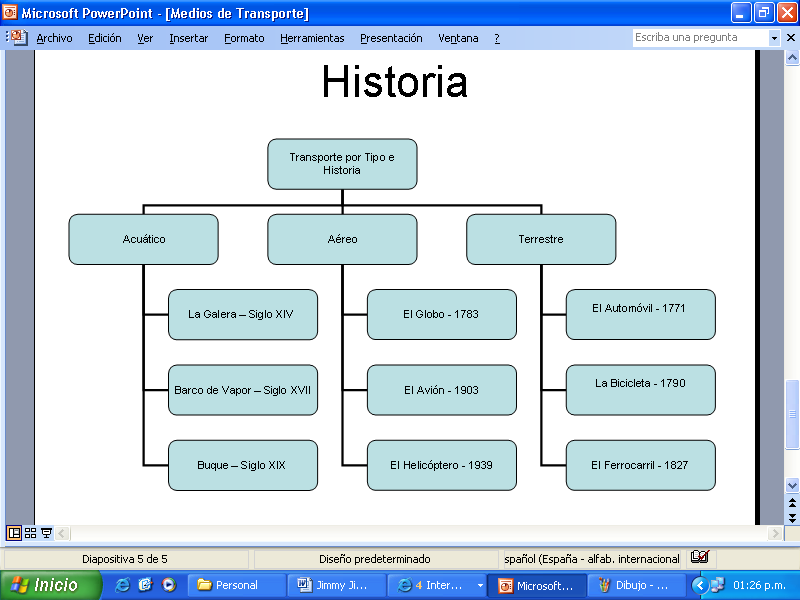 Microsoft PowerPoint - [Medios de Transporte]
Archivo Edición Ver Insertar Formato Herramientas Presentación Ventana ? Escriba una pregunta
Historia
Transporte por Tipo e
Historia
Acuático
Aéreo
Terrestre
La Galera – Siglo XIV
El Globo - 1783
El Automóvil - 1771
Barco de Vapor – Siglo XVII
El Avión - 1903
La Bicicleta - 1790
Buque – Siglo XIX
El Helicóptero - 1939
El Ferrocarril - 1827
Diapositiva 5 de 5 Diseño predeterminado spañol (España - alfab. internacional
Inicio Personal Jimmy Ji... 4 Inter... Microsoft... Dibujo - ... 01:26 p.m.